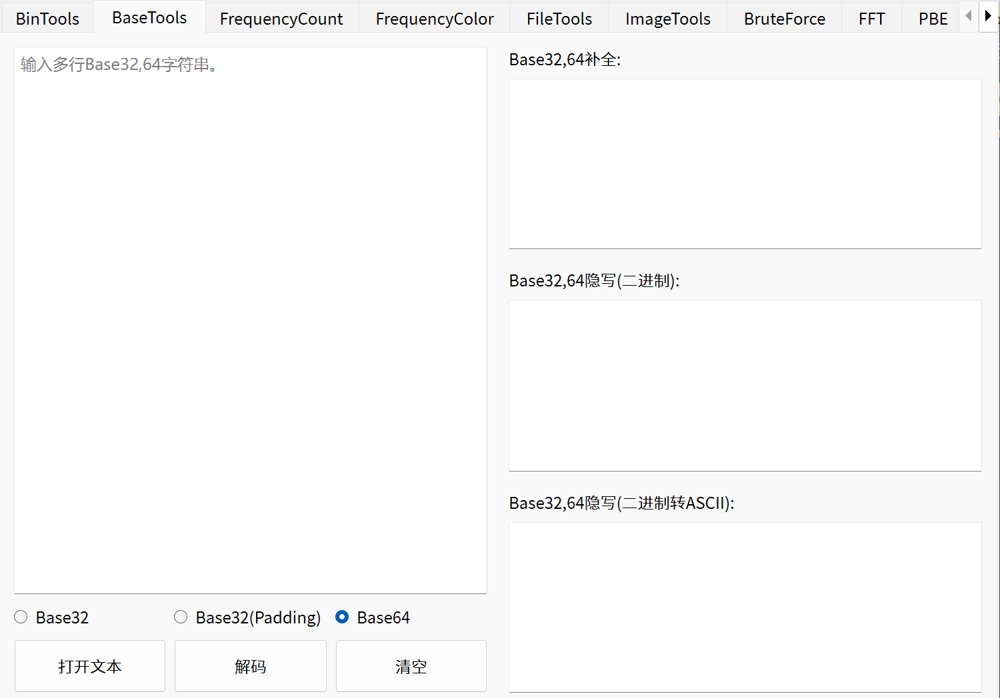 BinTools
BaseTools
FrequencyCount
FrequencyColor
FileTools
ImageTools
BruteForce
FFT
PBE
输入多行Base32,64字符串。
Base32
Base32(Padding)
Base64
打开文本
解码
清空
Base32,64补全:
Base32,64隐写(二进制):
Base32,64隐写(二进制转ASCII):